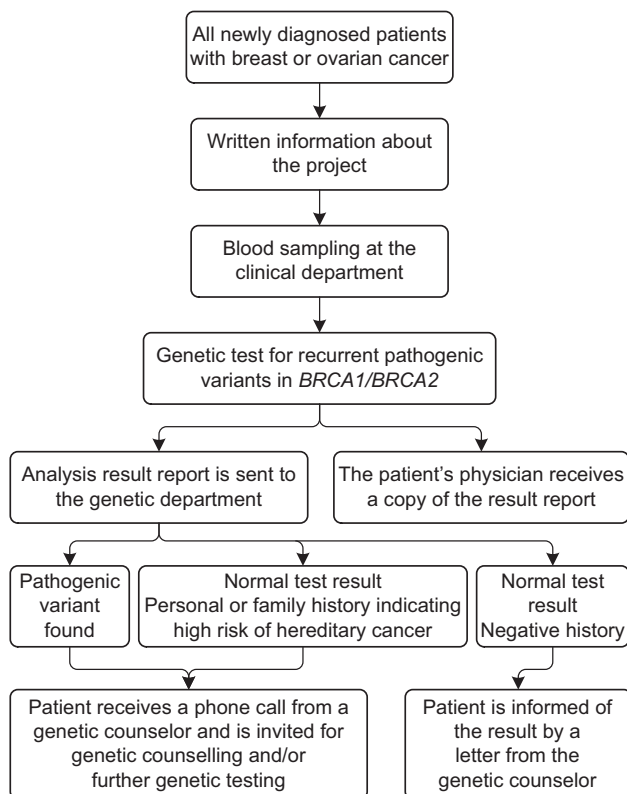 All newly diagnosed patients
with breast or ovarian cancer
Written information about
the project
Blood sampling at the
clinical department
Genetic test for recurrent pathogenic
variants in BRCA1/BRCA2
Analysis result report is sent to
the genetic department
The patient's physician receives
a copy of the result report
Pathogenic
variant
found
Normal test result
Personal or family history indicating
high risk of hereditary cancer
Normal test
result
Negative history
Patient receives a phone call from a
genetic counselor and is invited for
genetic counselling and/or
further genetic testing
Patient is informed of
the result by a
letter from the
genetic counselor